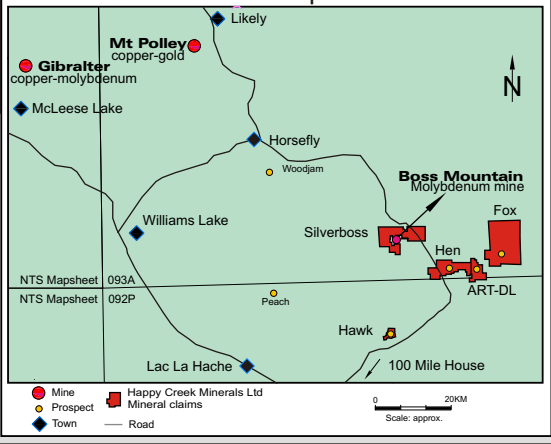 Likely
Mt Polley
copper-gold
Gibralter
copper-molybdenum
N
McLeese Lake
Horsefly
Woodjam
Boss Mountain
Molybdenum mine
Fox
Williams Lake
Silverboss
Hen
NTS Mapsheet 093A
NTS Mapsheet 092P
ART-DL
Peach
Hawk
Lac La Hache
100 Mile House
Mine
Prospect
Town
Happy Creek Minerals Ltd
Mineral claims
Road
0 20KM
Scale: approx.